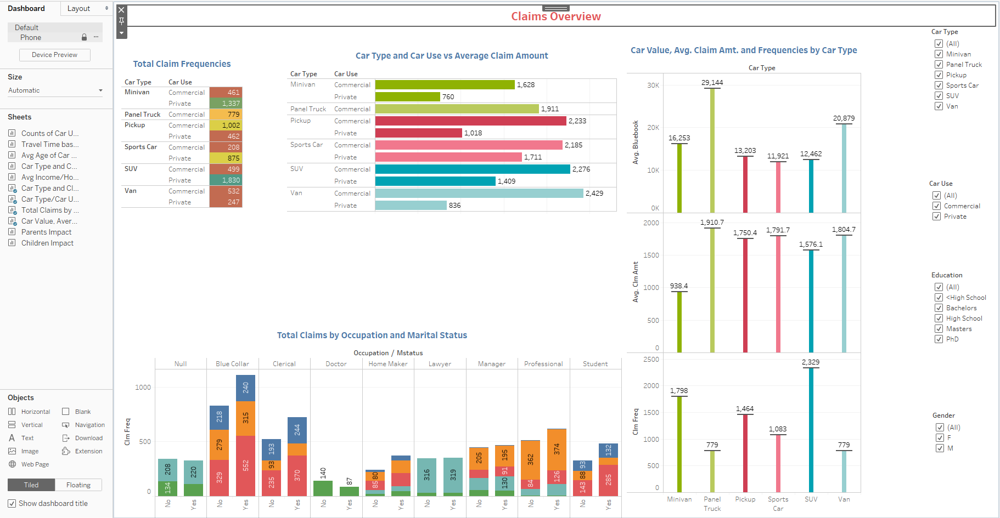 Dashboard
Layout
Default
Phone
Device Preview
Size
Automatic
Sheets
Counts of Car U...
Travel Time bas...
Avg Age of Car ...
Car Type and C...
Avg Income/Ho...
Car Type and Cl...
Car Type/Car U...
Total Claims by ...
Car Value, Aver...
Parents Impact
Children Impact
Objects
Horizontal Blank
Vertical Navigation
Text Download
Image Extension
Web Page
Tiled Floating
Show dashboard title
Claims Overview
Total Claim Frequencies
Car Type Car Use
Minivan Commercial 461
Private 1,337
Panel Truck Commercial 779
Pickup Commercial 1,002
Private 462
Sports Car Commercial 208
Private 875
SUV Commercial 499
Private 1,830
Van Commercial 532
Private 247
Car Type and Car Use vs Average Claim Amount
Car Type Car Use
Minivan Commercial 1,628
Private 760
Panel Truck Commercial 1,911
Pickup Commercial 2,233
Private 1,018
Sports Car Commercial 2,185
Private 1,711
SUV Commercial 2,276
Private 1,409
Van Commercial 2,429
Private 836
Car Value, Avg. Claim Amt. and Frequencies by Car Type
Car Type
Avg. Bluebook
30K
20K
10K
0K
16,253
29,144
13,203
11,921
12,462
20,879
Avg. Clm Amt
2000
1500
1000
500
0
938.4
1,910.7
1,750.4
1,791.7
1,576.1
1,804.7
Clm Freq
2500
2000
1500
1000
500
0
1,798
779
1,464
1,083
2,329
779
Minivan
Panel
Truck
Pickup
Sports
Car
SUV
Van
Total Claims by Occupation and Marital Status
Occupation / Mstatus
Null Blue Collar Clerical Doctor Home Maker Lawyer Manager Professional Student
Clm Freq
1000
500
0
208
134
220
218
279
329
240
315
552
193
93
235
244
370
140
87
80
85
316
319
205
195
91
130
362
84
374
126
93
88
143
132
285
No Yes No Yes No Yes No Yes No Yes No Yes No Yes No Yes No Yes
Car Type
(All)
Minivan
Panel Truck
Pickup
Sports Car
SUV
Van
Car Use
(All)
Commercial
Private
Education
(All)
<High School
Bachelors
High School
Masters
PhD
Gender
(All)
F
M